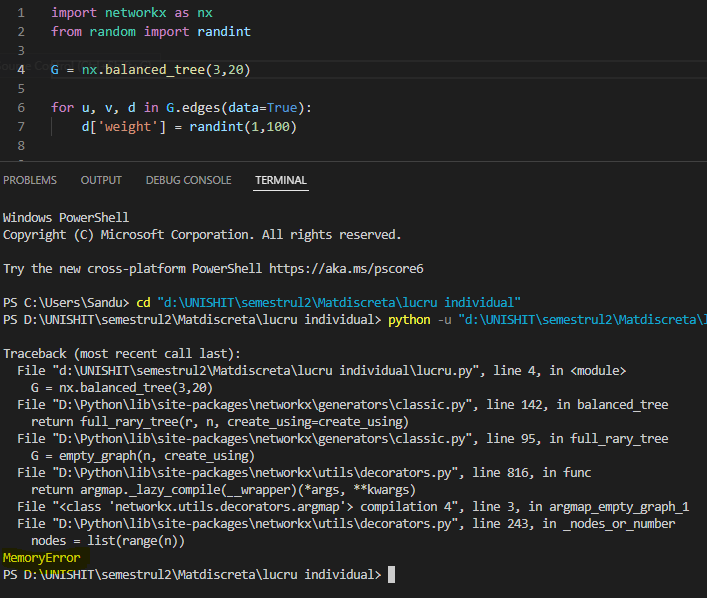 1 import networkx as nx
2 from random import randint
3
4 G = nx.balanced_tree(3,20)
5
6 for u, v, d in G.edges(data=True):
7     d['weight'] = randint(1,100)
8
PROBLEMS OUTPUT DEBUG CONSOLE TERMINAL
Windows PowerShell
Copyright (C) Microsoft Corporation. All rights reserved.
Try the new cross-platform PowerShell https://aka.ms/pscore6
PS C:\Users\Sandu> cd "d:\UNISHIT\semestrul2\Matdiscreta\lucru individual"
PS D:\UNISHIT\semestrul2\Matdiscreta\lucru individual> python -u "d:\UNISHIT\semestrul2\Matdiscreta\l
Traceback (most recent call last):
  File "d:\UNISHIT\semestrul2\Matdiscreta\lucru individual\lucru.py", line 4, in <module>
    G = nx.balanced_tree(3,20)
  File "D:\Python\lib\site-packages\networkx\generators\classic.py", line 142, in balanced_tree
    return full_rary_tree(r, n, create_using=create_using)
  File "D:\Python\lib\site-packages\networkx\generators\classic.py", line 95, in full_rary_tree
    G = empty_graph(n, create_using)
  File "D:\Python\lib\site-packages\networkx\utils\decorators.py", line 816, in func
    return argmap._lazy_compile(__wrapper)(*args, **kwargs)
  File "<class 'networkx.utils.decorators.argmap'> compilation 4", line 3, in argmap_empty_graph_1
  File "D:\Python\lib\site-packages\networkx\utils\decorators.py", line 243, in _nodes_or_number
    nodes = list(range(n))
MemoryError
PS D:\UNISHIT\semestrul2\Matdiscreta\lucru individual>